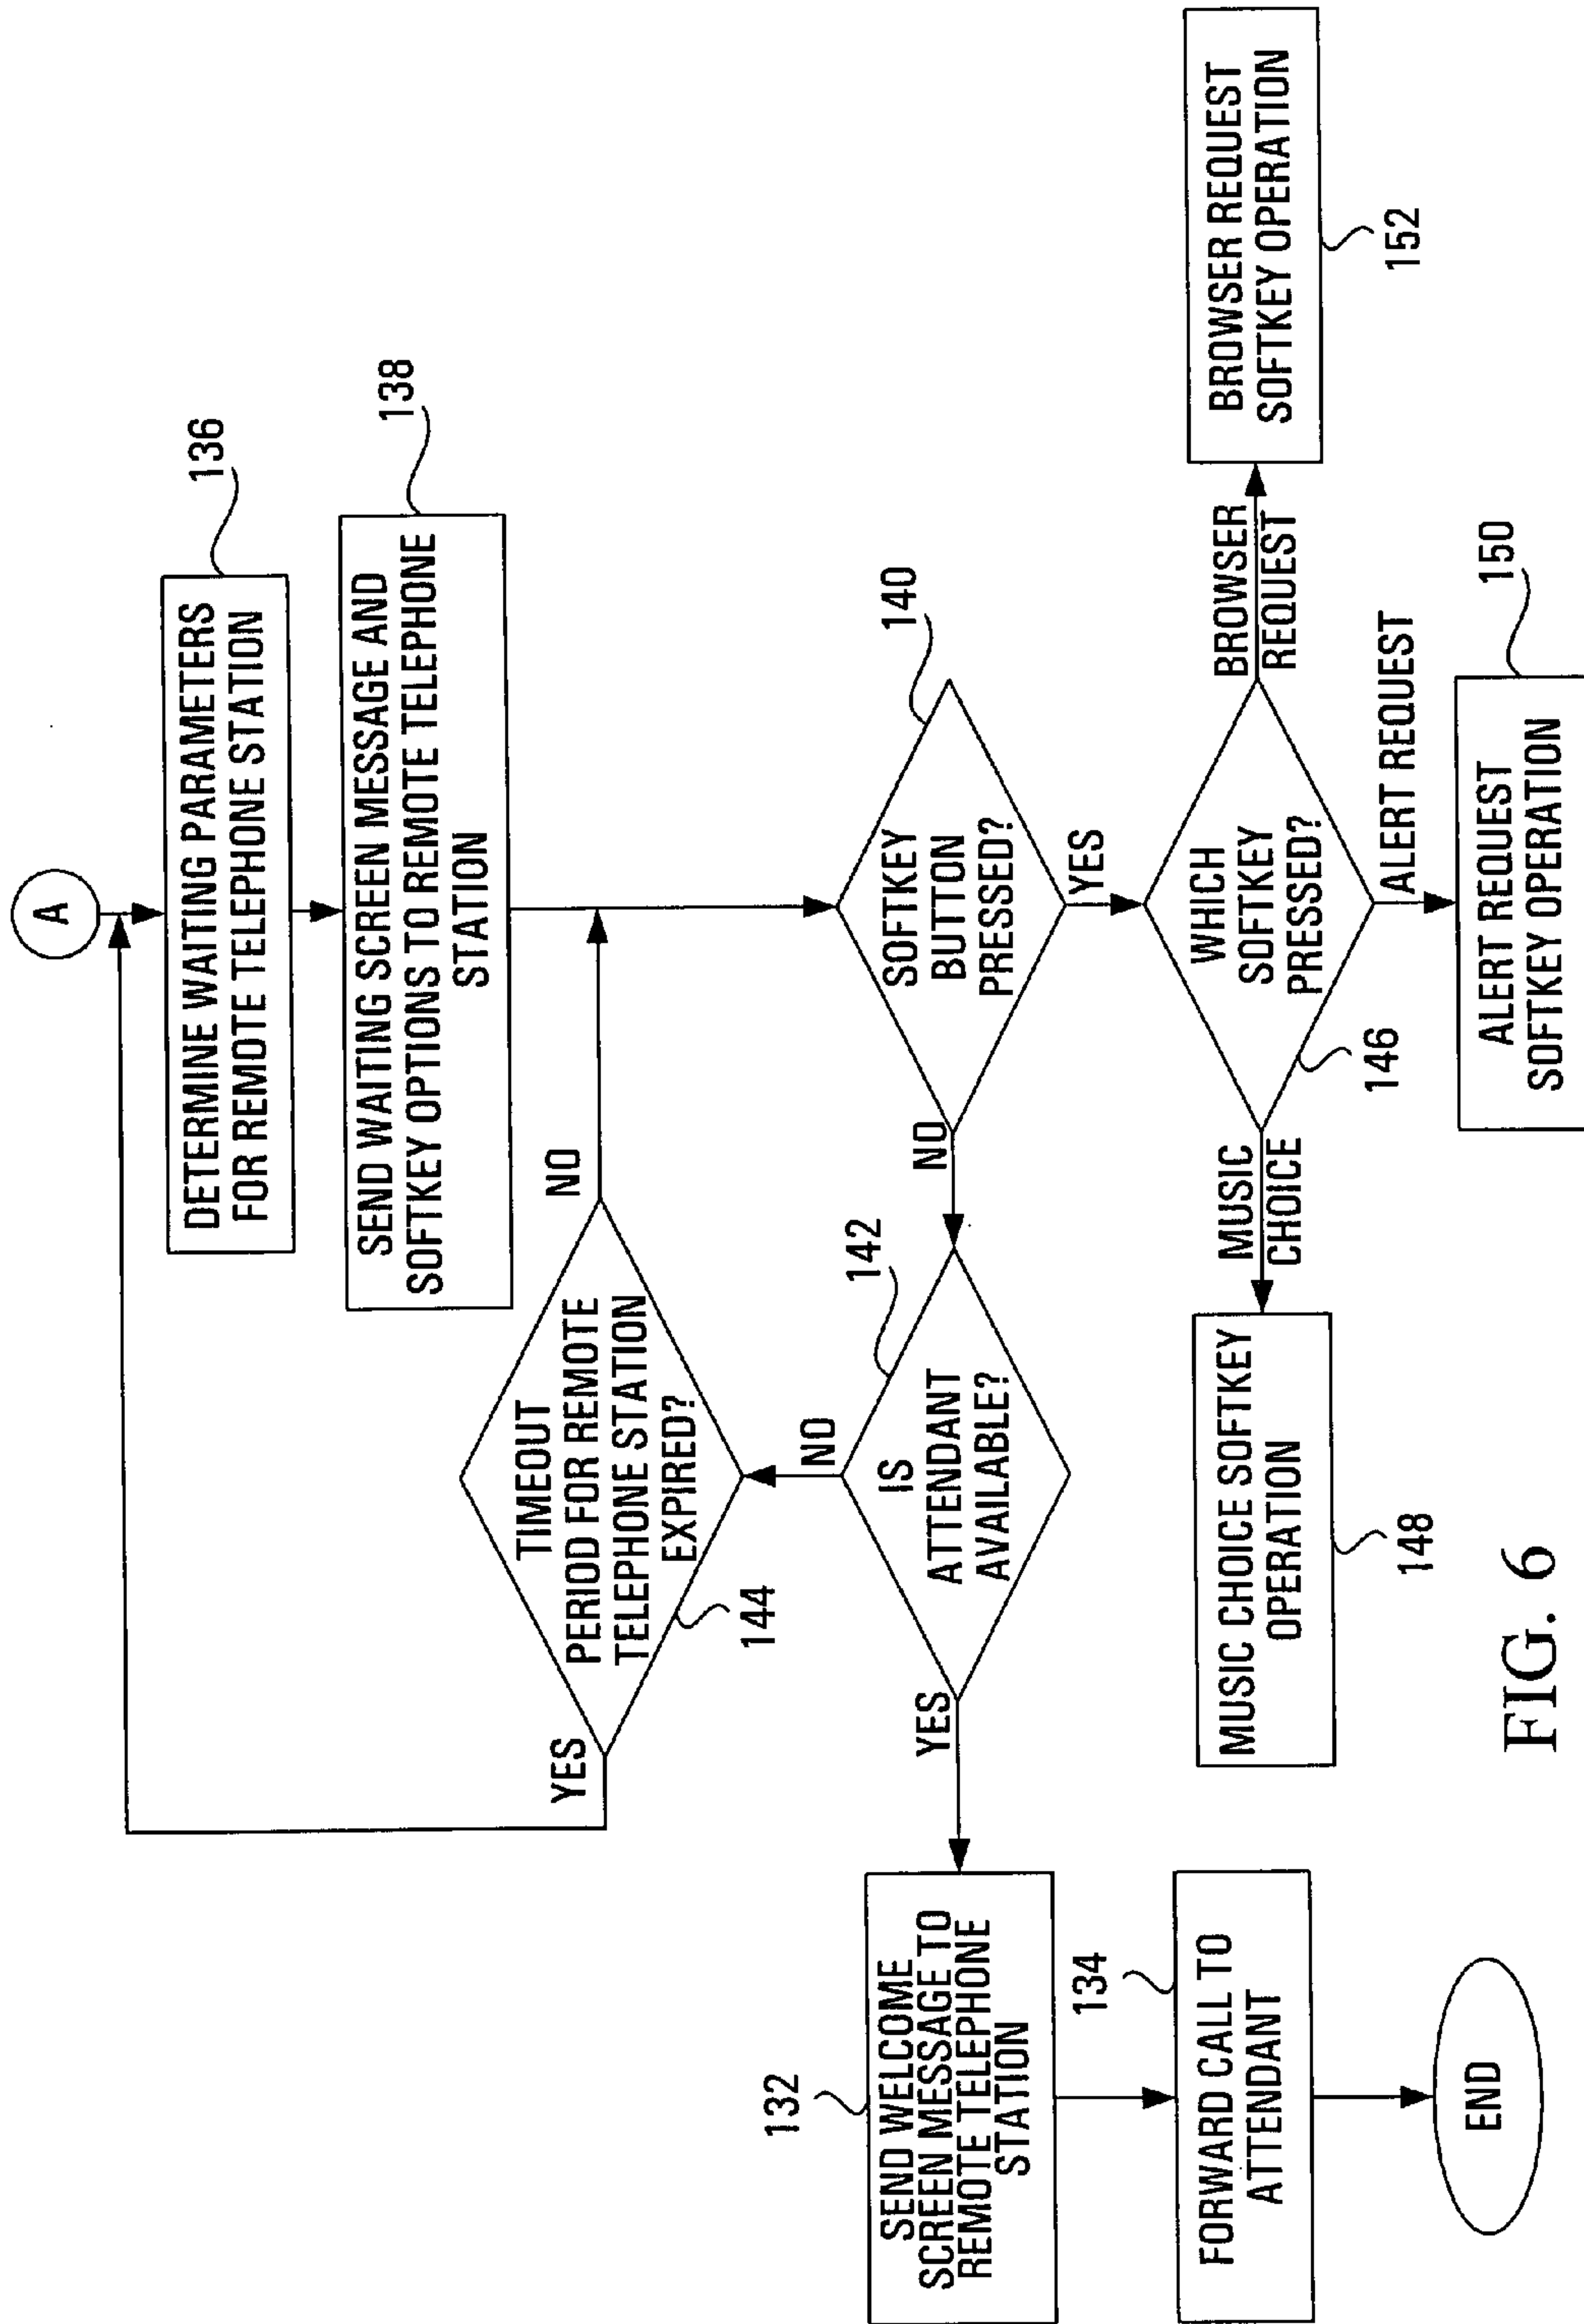 A
136
DETERMINE WAITING PARAMETERS
FOR REMOTE TELEPHONE STATION
138
SEND WAITING SCREEN MESSAGE AND
SOFTKEY OPTIONS TO REMOTE TELEPHONE
STATION
TIMEOUT
PERIOD FOR REMOTE
TELEPHONE STATION
EXPIRED?
YES
NO
144
140
SOFTKEY
BUTTON
PRESSED?
NO
YES
142
IS
ATTENDANT
AVAILABLE?
NO
YES
132
SEND WELCOME
SCREEN MESSAGE TO
REMOTE TELEPHONE
STATION
134
FORWARD CALL TO
ATTENDANT
END
WHICH
SOFTKEY
PRESSED?
146
MUSIC
CHOICE
MUSIC CHOICE SOFTKEY
OPERATION
148
BROWSER
REQUEST
BROWSER REQUEST
SOFTKEY OPERATION
152
ALERT REQUEST
150
ALERT REQUEST
SOFTKEY OPERATION
FIG. 6